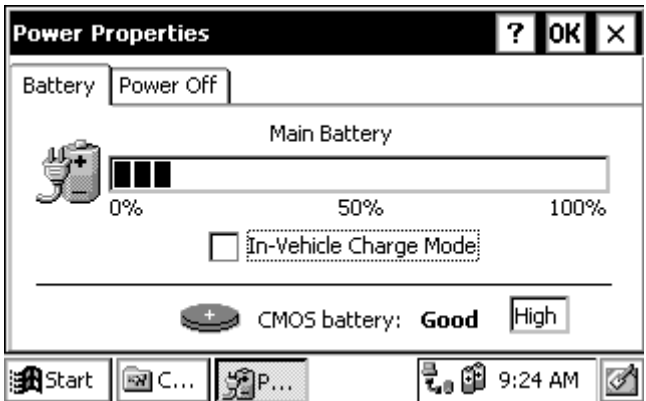 Power Properties ? OK ×
Battery Power Off
Main Battery
0% 50% 100%
In-Vehicle Charge Mode
CMOS battery: Good High
Start C... P... 9:24 AM